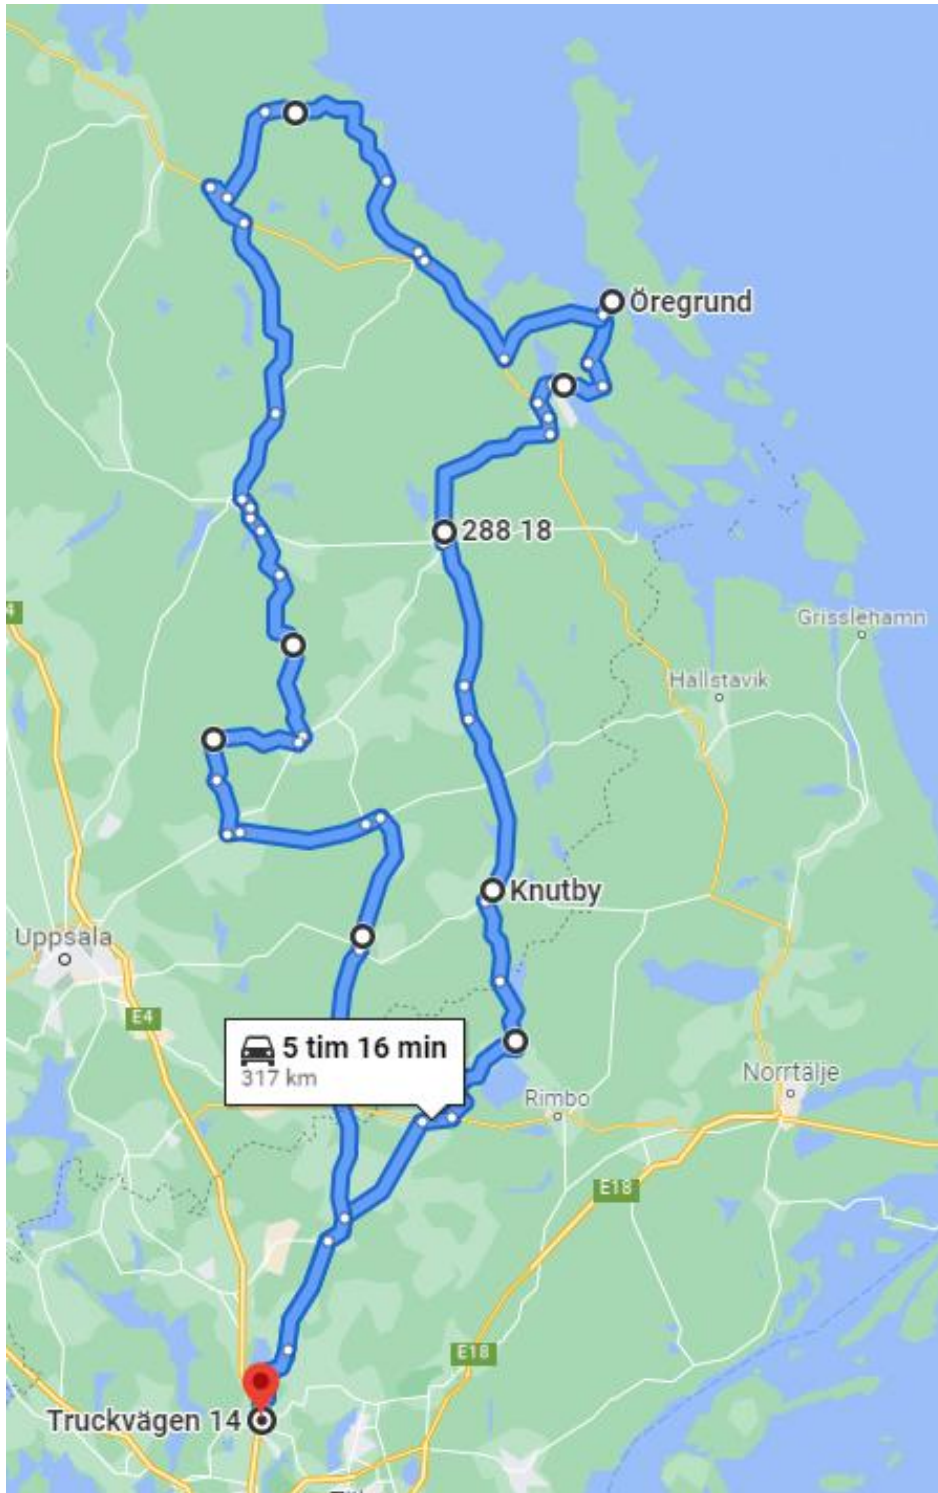 Öregrund
288 18
4
Grisslehamn
Hallstavik
Knutby
Uppsala
E4
5 tim 16 min
317 km
Norrtälje
Rimbo
E18
E18
Truckvägen 14